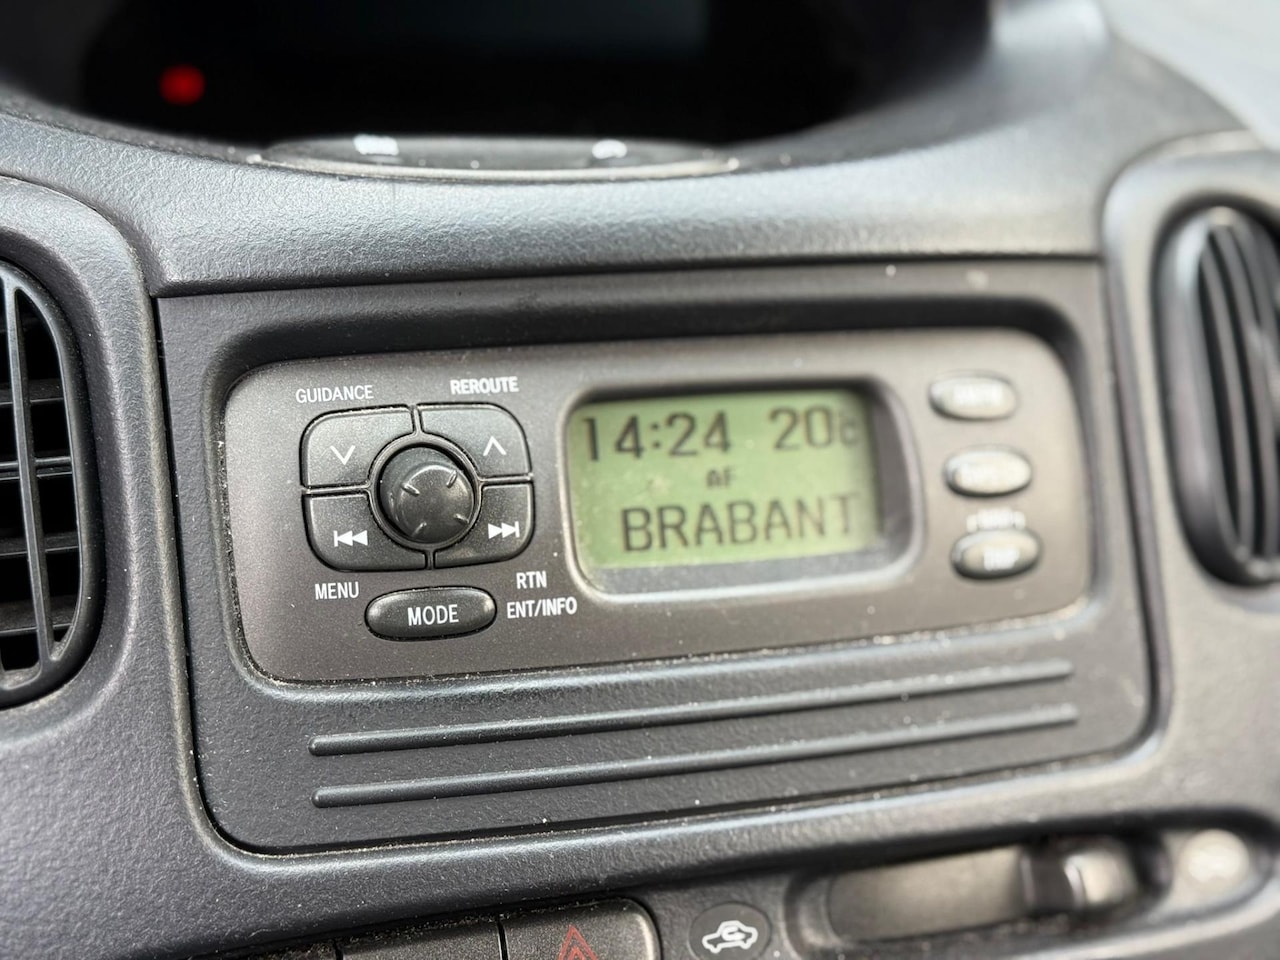 GUIDANCE
REROUTE
MENU
MODE
RTN
ENT/INFO
14:24 20c
AF
BRABANT